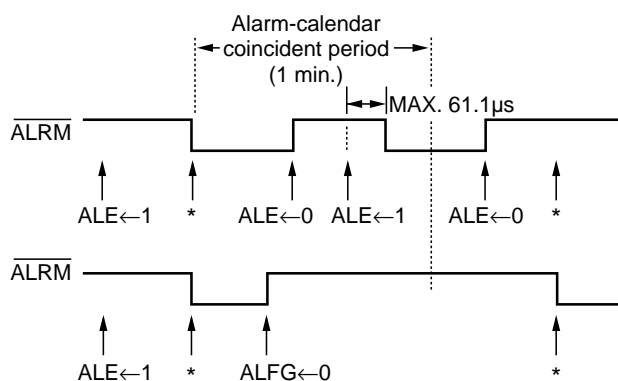 Alarm-calendar
coincident period
(1 min.)
MAX. 61.1μs
ALRM
ALE←1 * ALE←0 ALE←1 ALE←0 *
ALRM
ALE←1 * ALFG←0 *